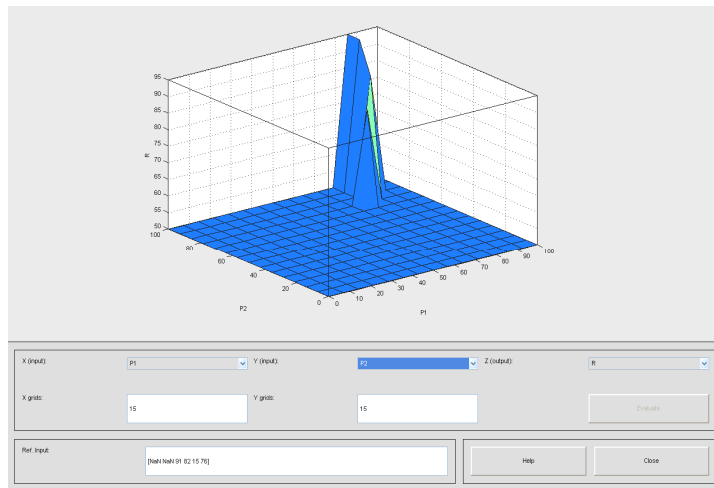 95
90
85
80
75
70
65
60
55
50
R
100
80
60
40
20
0
P2
0
10
20
30
40
50
60
70
80
90
100
P1
X (input):
P1
Y (input):
P2
Z (output):
R
X grids:
15
Y grids:
15
Evaluate
Ref. Input:
[NaN NaN 91 82 15 76]
Help
Close